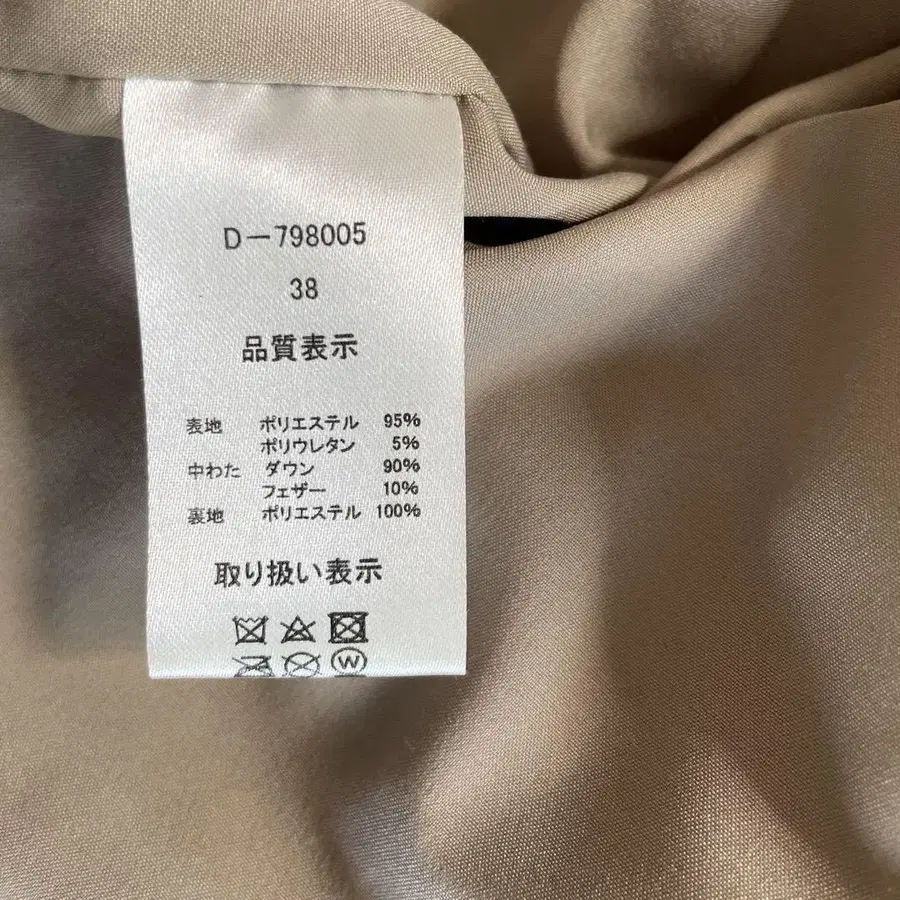 D-798005
38
品質表示
表地 ポリエステル 95%
ポリウレタン 5%
中わた ダウン 90%
フェザー 10%
裏地 ポリエステル 100%
取り扱い表示
W